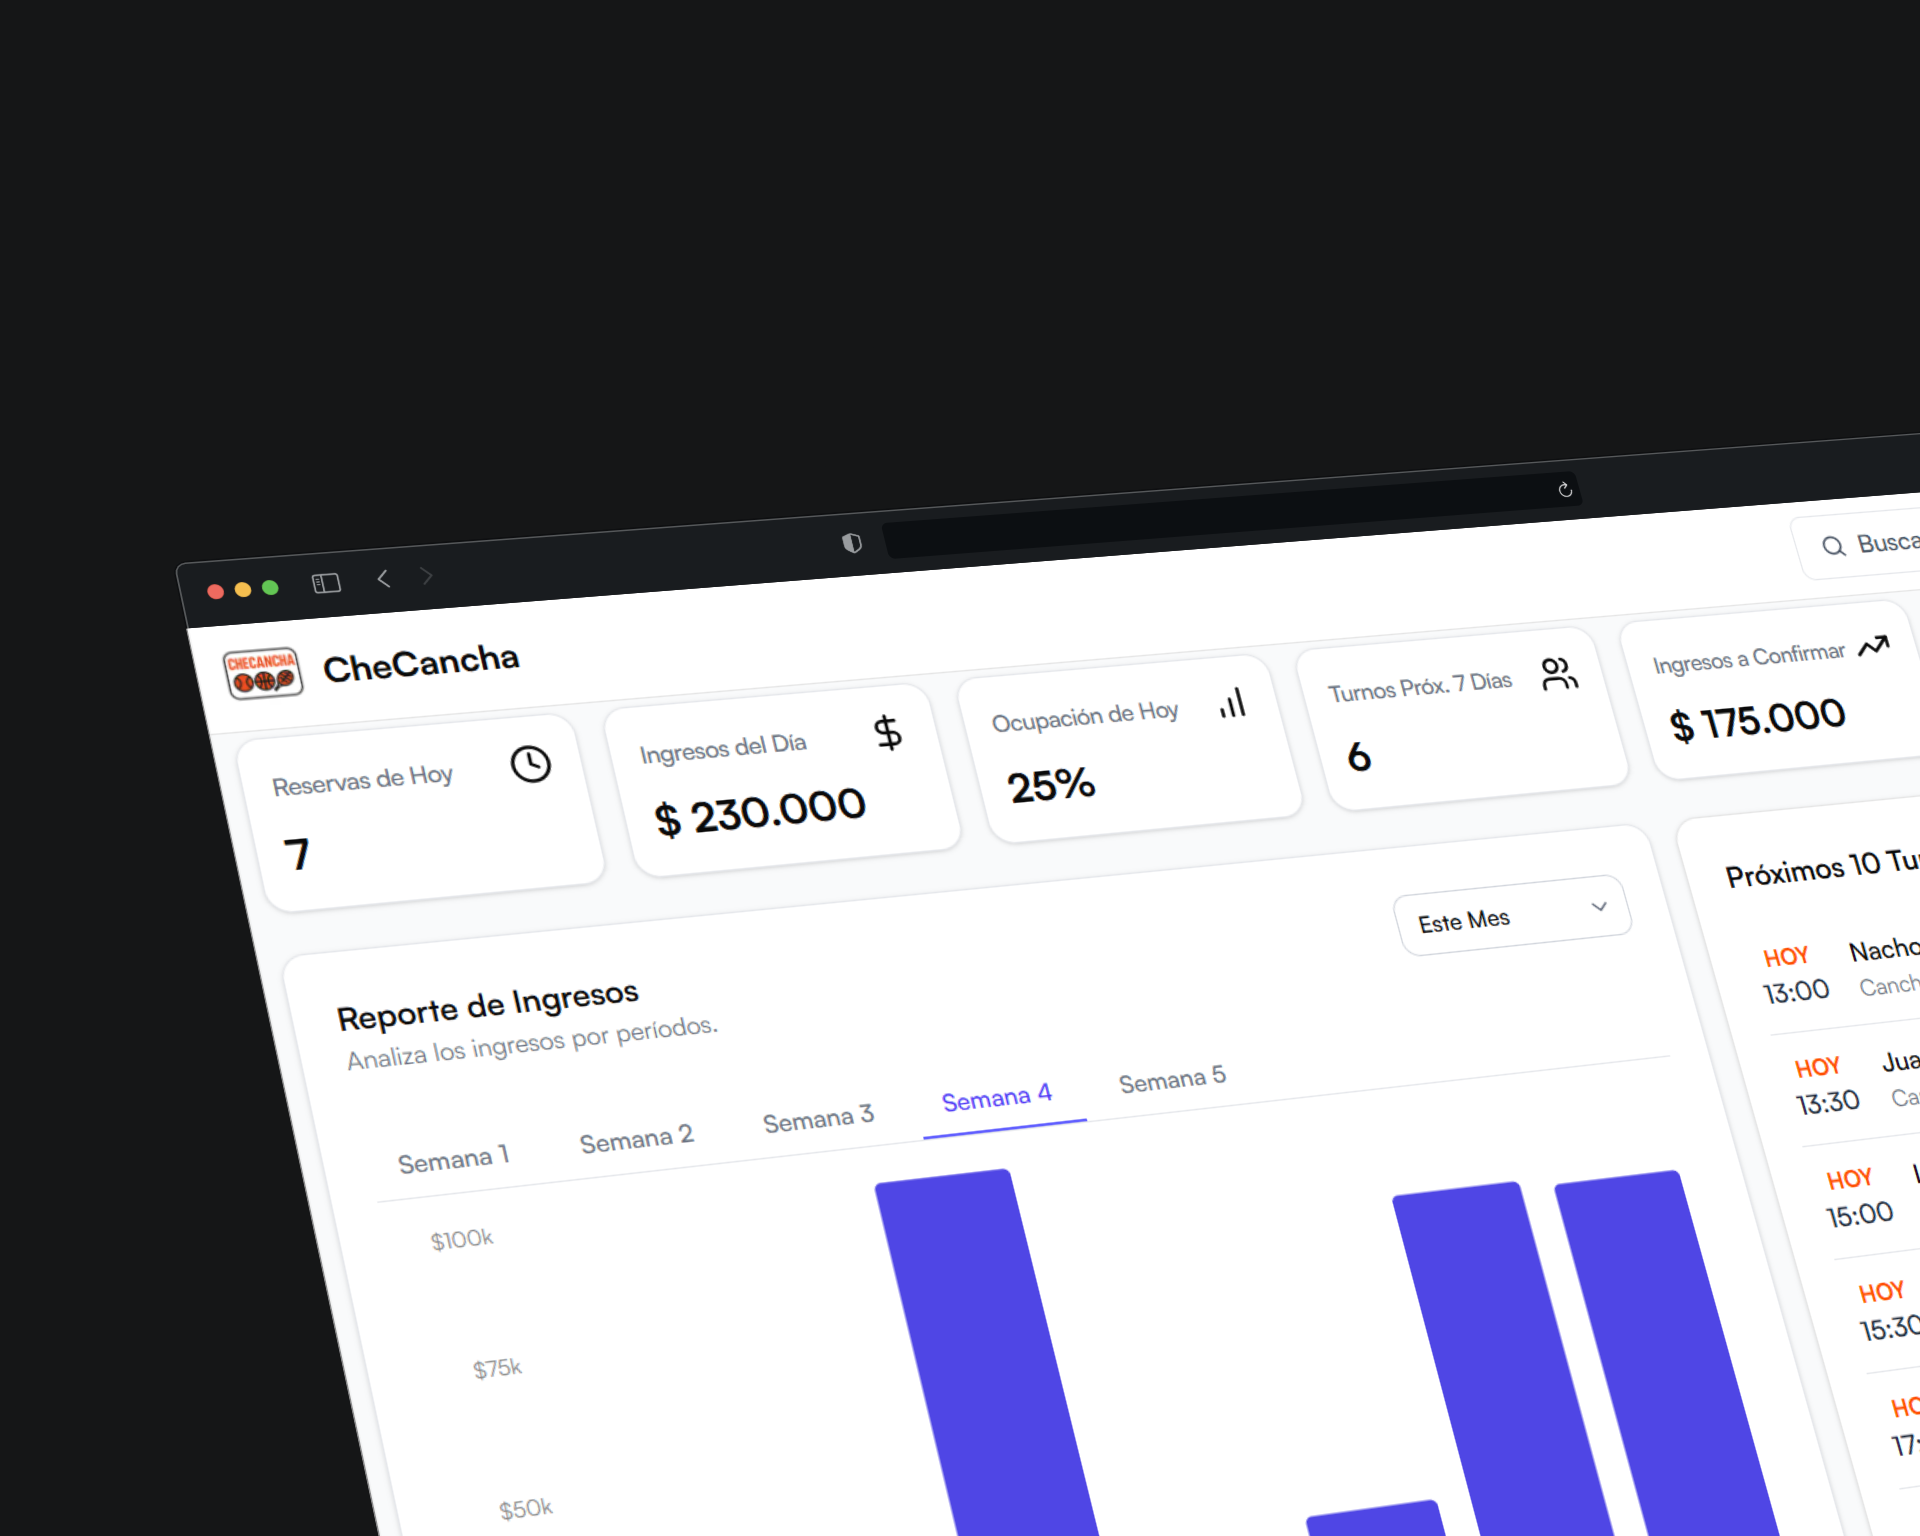 CHECANCHA
CheCancha
Busca
Reservas de Hoy
7
Ingresos del Día
$ 230.000
Ocupación de Hoy
25%
Turnos Próx. 7 Días
6
Ingresos a Confirmar
$ 175.000
Reporte de Ingresos
Analiza los ingresos por períodos.
Este Mes
Semana 1
Semana 2
Semana 3
Semana 4
Semana 5
$100k
$75k
$50k
Próximos 10 Tu
HOY
13:00
Nacho
Canch
HOY
13:30
Jua
Ca
HOY
15:00
HOY
15:30
HO
17: